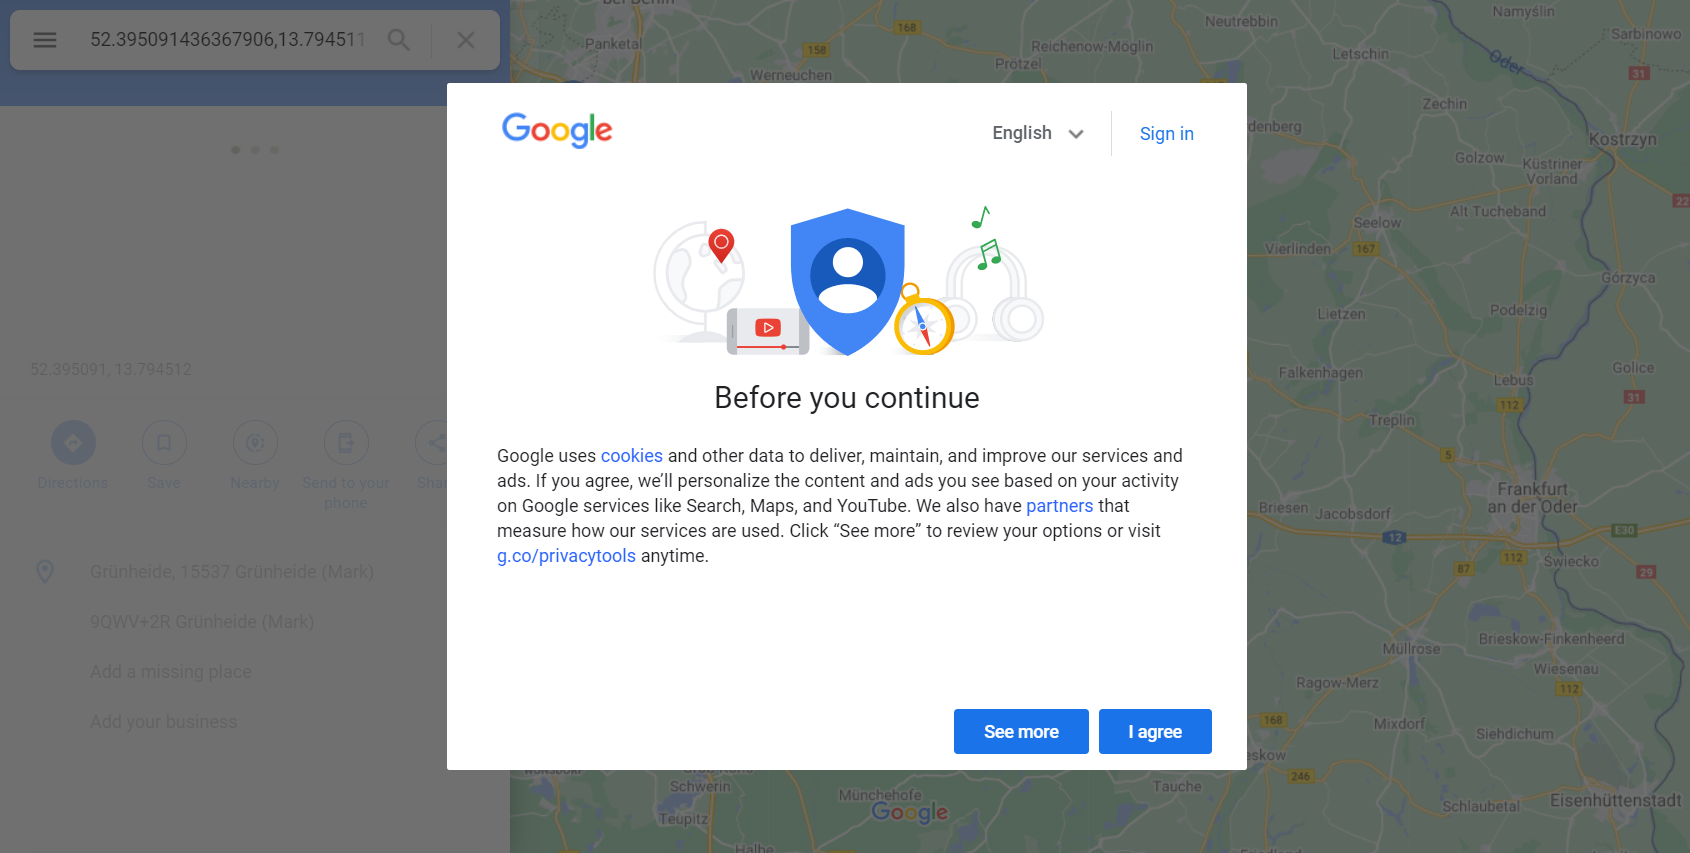 52.395091436367906,13.794511
52.395091, 13.794512
Directions
Save
Nearby
Send to your
phone
Grünheide, 15537 Grünheide (Mark)
9QWV+2R Grünheide (Mark)
Add a missing place
Add your business
Google
English
Sign in
Before you continue
Google uses cookies and other data to deliver, maintain, and improve our services and
ads. If you agree, we’ll personalize the content and ads you see based on your activity
on Google services like Search, Maps, and YouTube. We also have partners that
measure how our services are used. Click “See more” to review your options or visit
g.co/privacytools anytime.
See more
I agree
Panketal
158
Werneuchen
168
Reichenow-Möglin
Prötzel
Neutrebbin
Letschin
Namyślin
Sarbinowo
Oder
31
Zechin
Kostrzyn
Golzow
Küstriner
Vorland
22
Alt Tucheband
Seelow
Vierlinden
167
Górzyca
Lietzen
Podelzig
Falkenhagen
Golice
Lebus
31
112
Treplin
5
Frankfurt
an der Oder
Briesen
Jacobsdorf
E30
12
112
Świecko
87
29
Brieskow-Finkenheerd
Müllrose
Wiesenau
Ragow-Merz
112
168
Mixdorf
Siehdichum
246
Schwerin
Münchehofe
Tauche
Schlaubetal
Eisenhüttenstadt
Teupitz
Google
Halbe